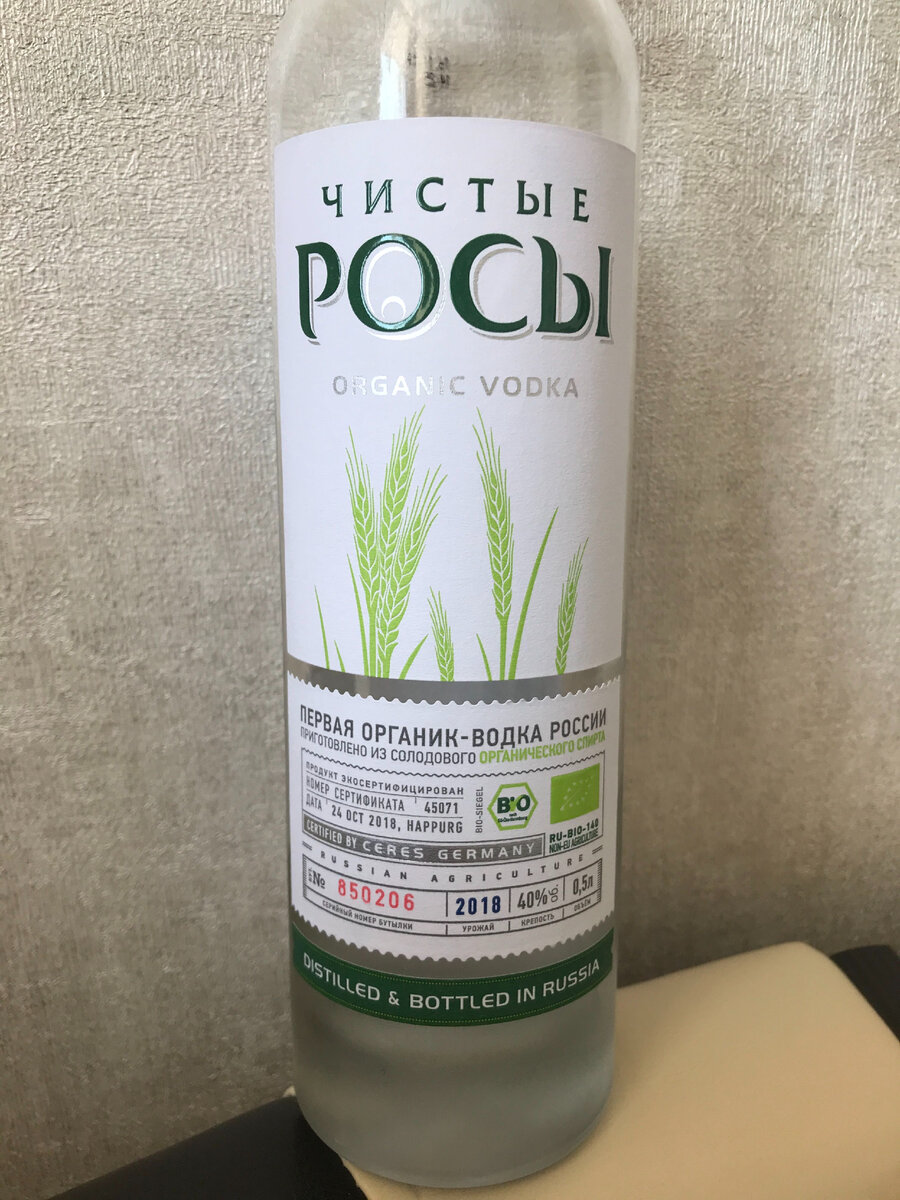 ЧИСТЫЕ
РОСЫ
ORGANIC VODKA
ПЕРВАЯ ОРГАНИК-ВОДКА РОССИИ
ПРИГОТОВЛЕНО ИЗ СОЛОДОВОГО ОРГАНИЧЕСКОГО СПИРТА
ПРОДУКТ ЭКОСЕРТИФИЦИРОВАН
НОМЕР СЕРТИФИКАТА 45071
ДАТА 24 OCT 2018, HAPPURG
BIO-SIEGEL
Bio
RU-BIO-140
NON-EU AGRICULTURE
CERTIFIED BY CERES GERMANY
RUSSIAN AGRICULTURE
№ 850206 2018 40% об. 0,5л
СЕРИЙНЫЙ НОМЕР БУТЫЛКИ УРОЖАЙ КРЕПОСТЬ ОБЪЕМ
DISTILLED & BOTTLED IN RUSSIA